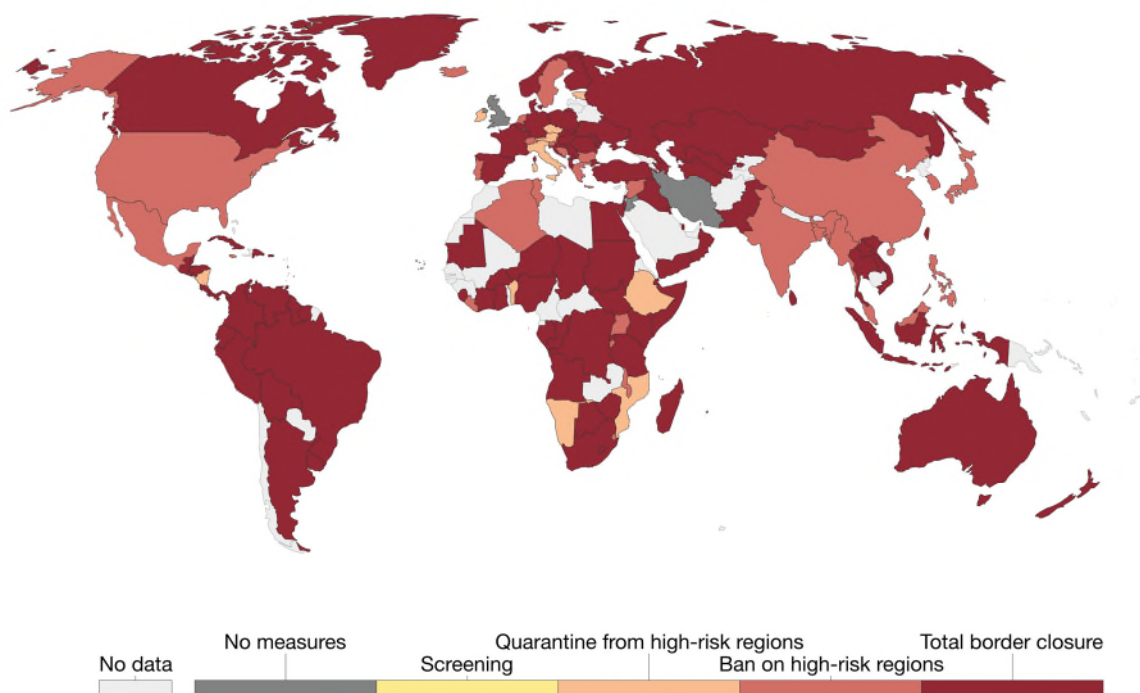 No measures
Quarantine from high-risk regions
Total border closure
No data
Screening
Ban on high-risk regions